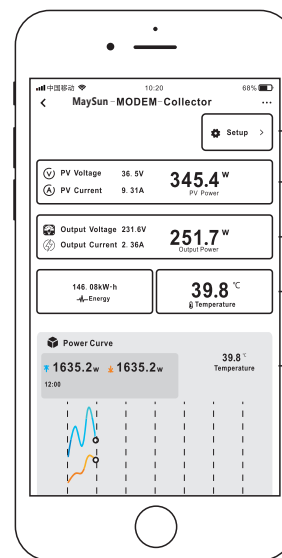 中国移动 10:20 68%
MaySun-MODEM-Collector ...
Setup >
V PV Voltage 36. 5V
A PV Current 9. 31A
345.4 W
PV Power
Output Voltage 231.6V
Output Current 2. 36A
251.7 W
Output Power
146. 08kW·h
Energy
39.8 ℃
Temperature
Power Curve
1635.2w 1635.2w
12:00
39.8 ℃
Temperature